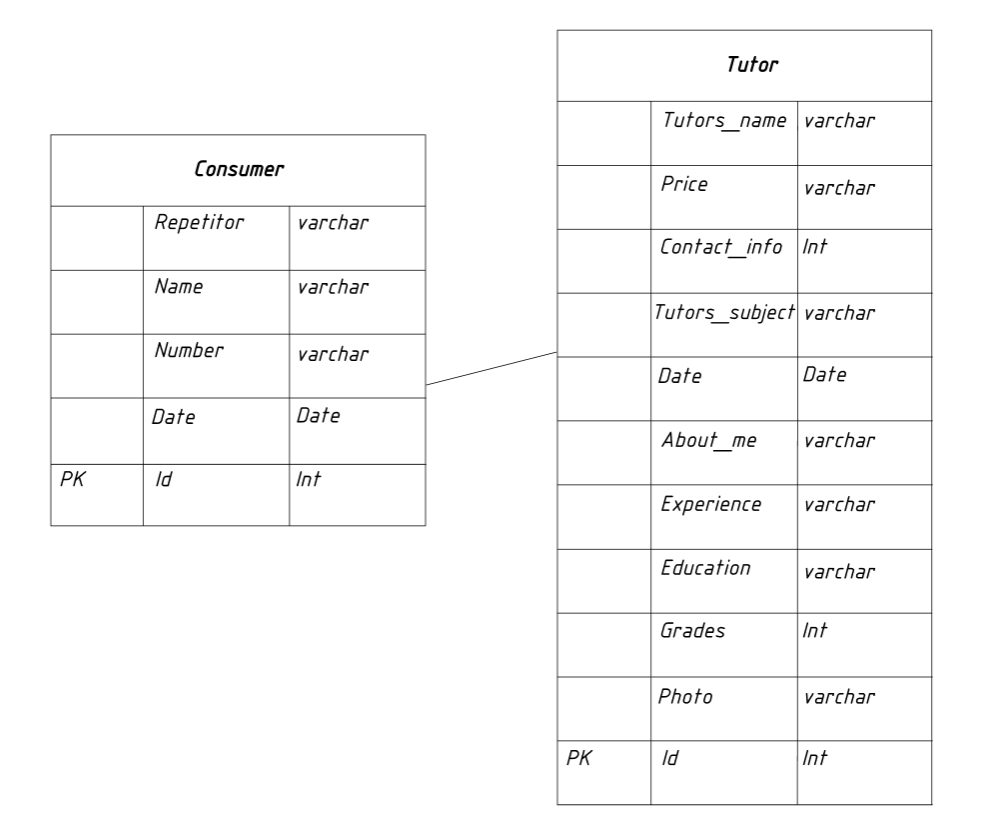 Consumer
Repetitor varchar
Name varchar
Number varchar
Date Date
PK Id Int
Tutor
Tutors_name varchar
Price varchar
Contact_info Int
Tutors_subject varchar
Date Date
About_me varchar
Experience varchar
Education varchar
Grades Int
Photo varchar
PK Id Int